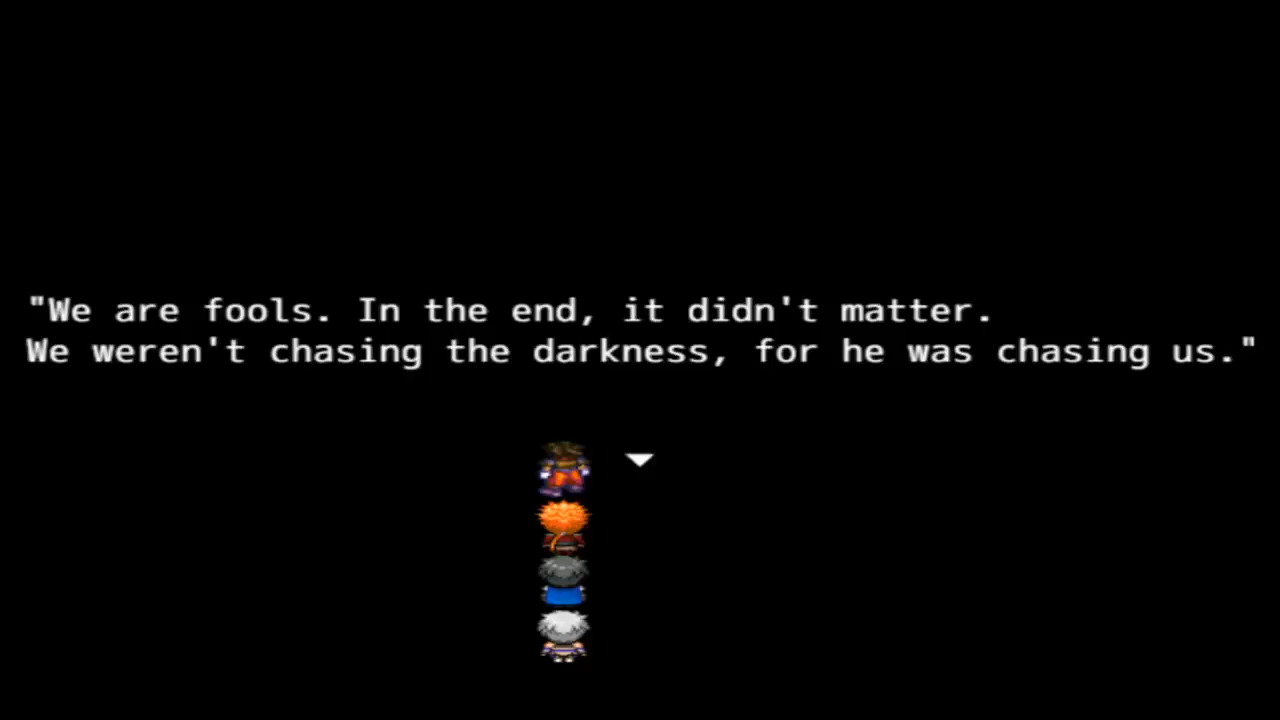 "We are fools. In the end, it didn't matter.
We weren't chasing the darkness, for he was chasing us."